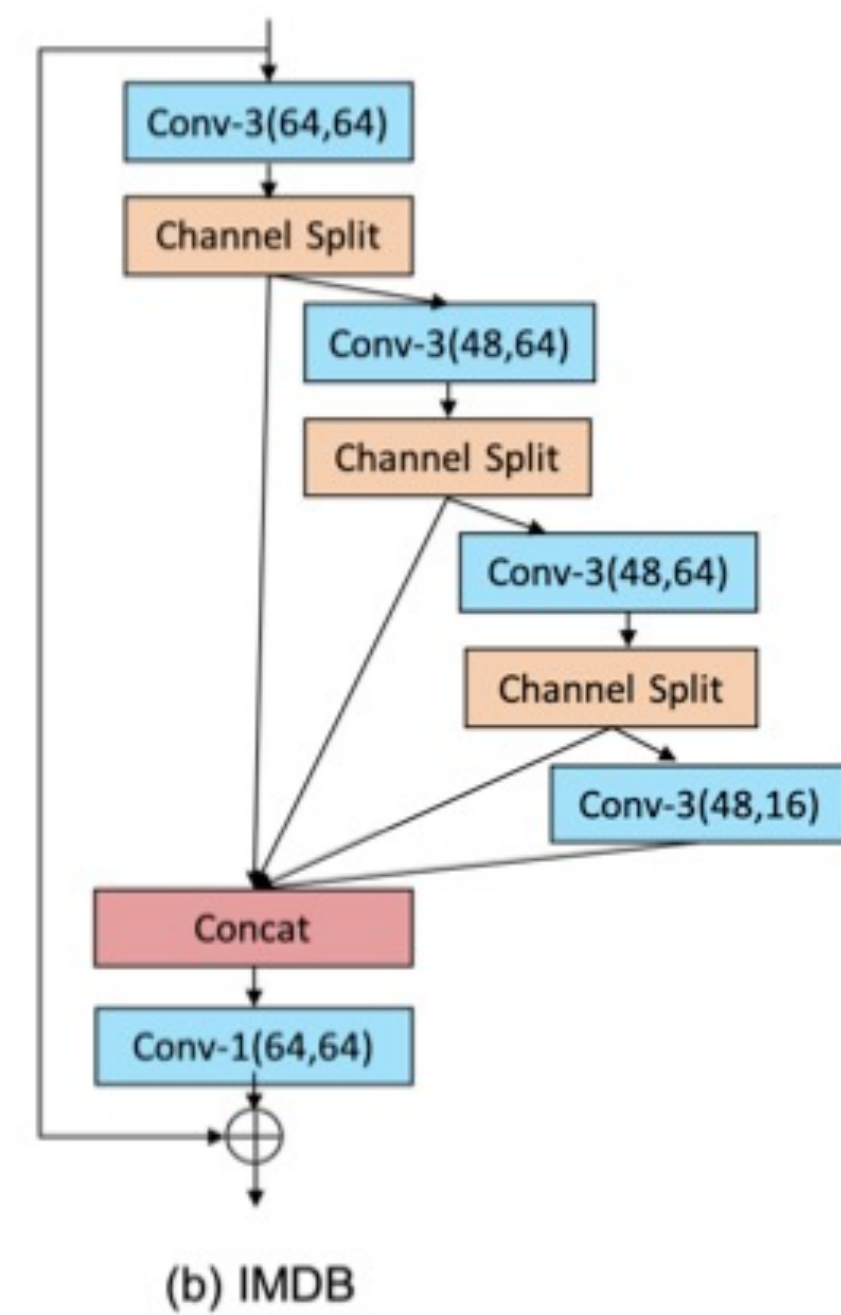 Conv-3(64,64)
Channel Split
Conv-3(48,64)
Channel Split
Conv-3(48,64)
Channel Split
Conv-3(48,16)
Concat
Conv-1(64,64)
(b) IMDB